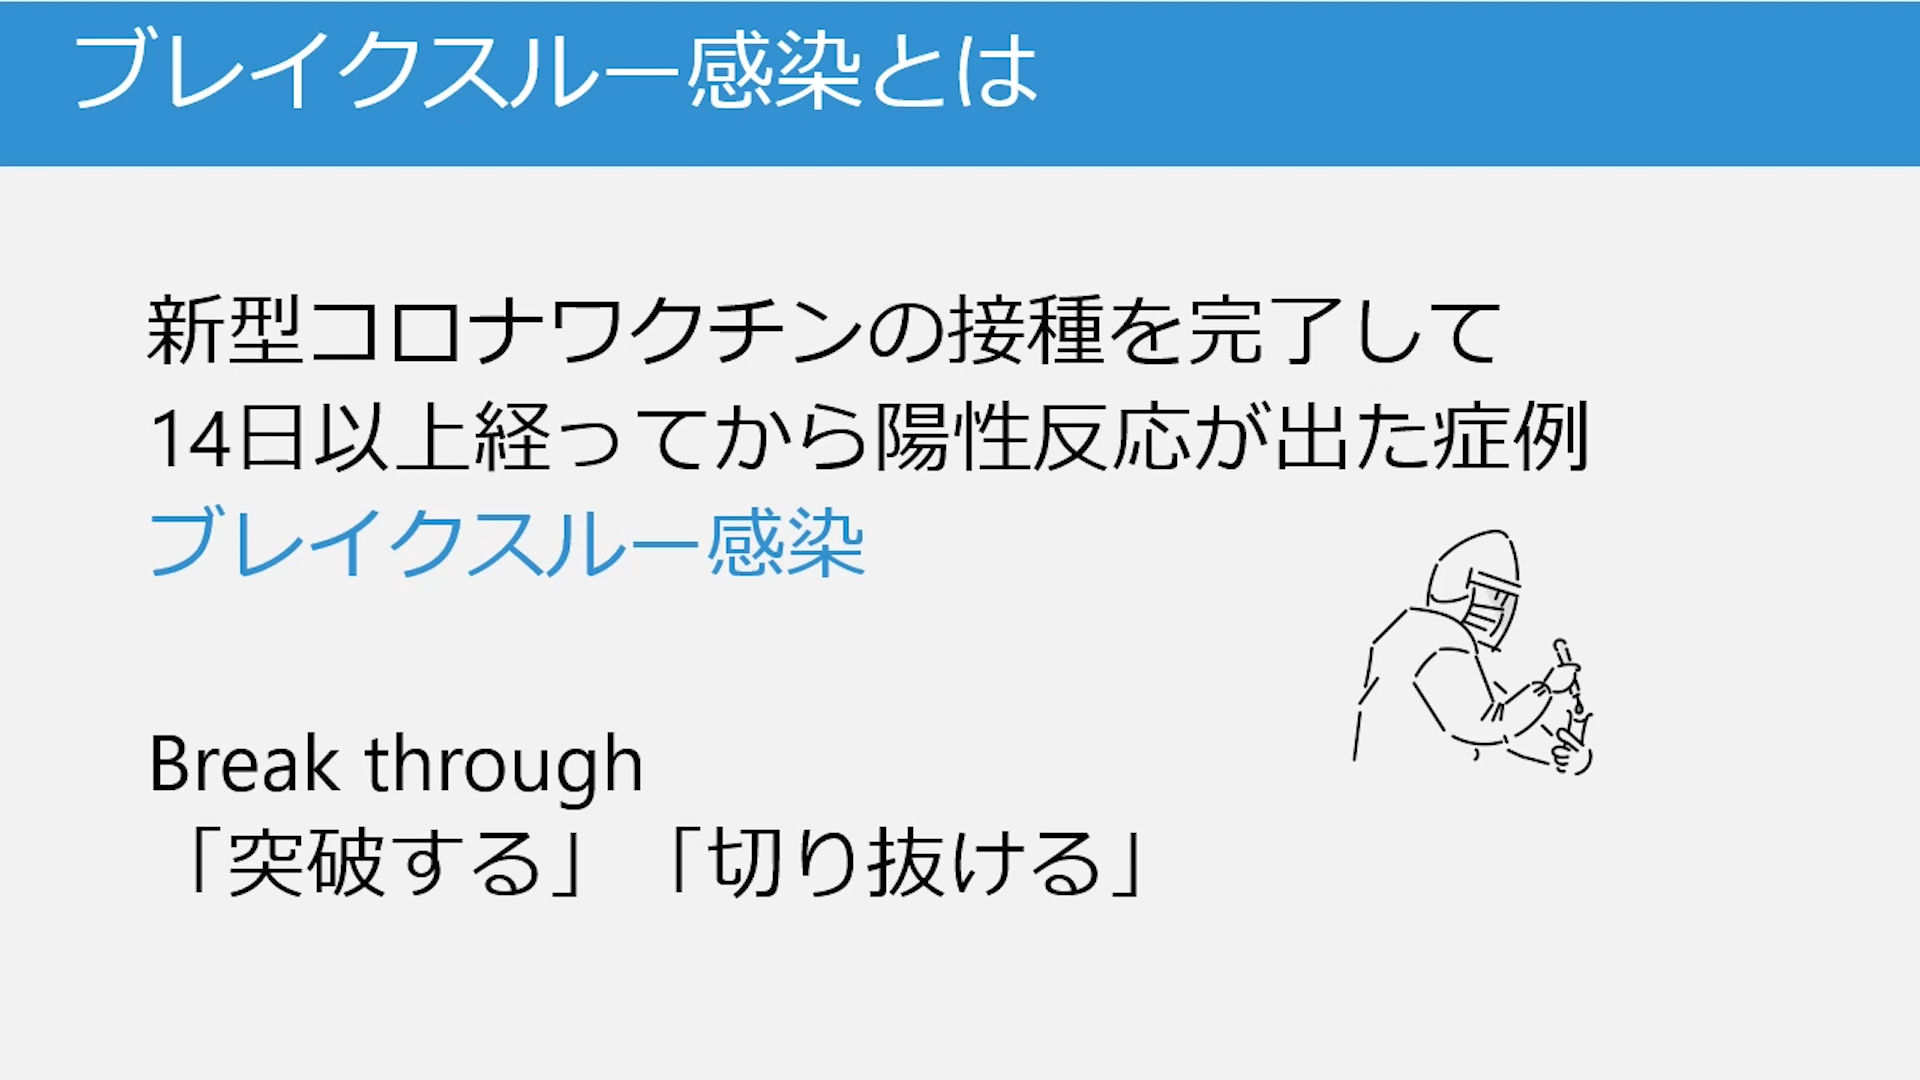 ブレイクスルー感染とは
新型コロナワクチンの接種を完了して
14日以上経ってから陽性反応が出た症例
ブレイクスルー感染
Break through
「突破する」「切り抜ける」